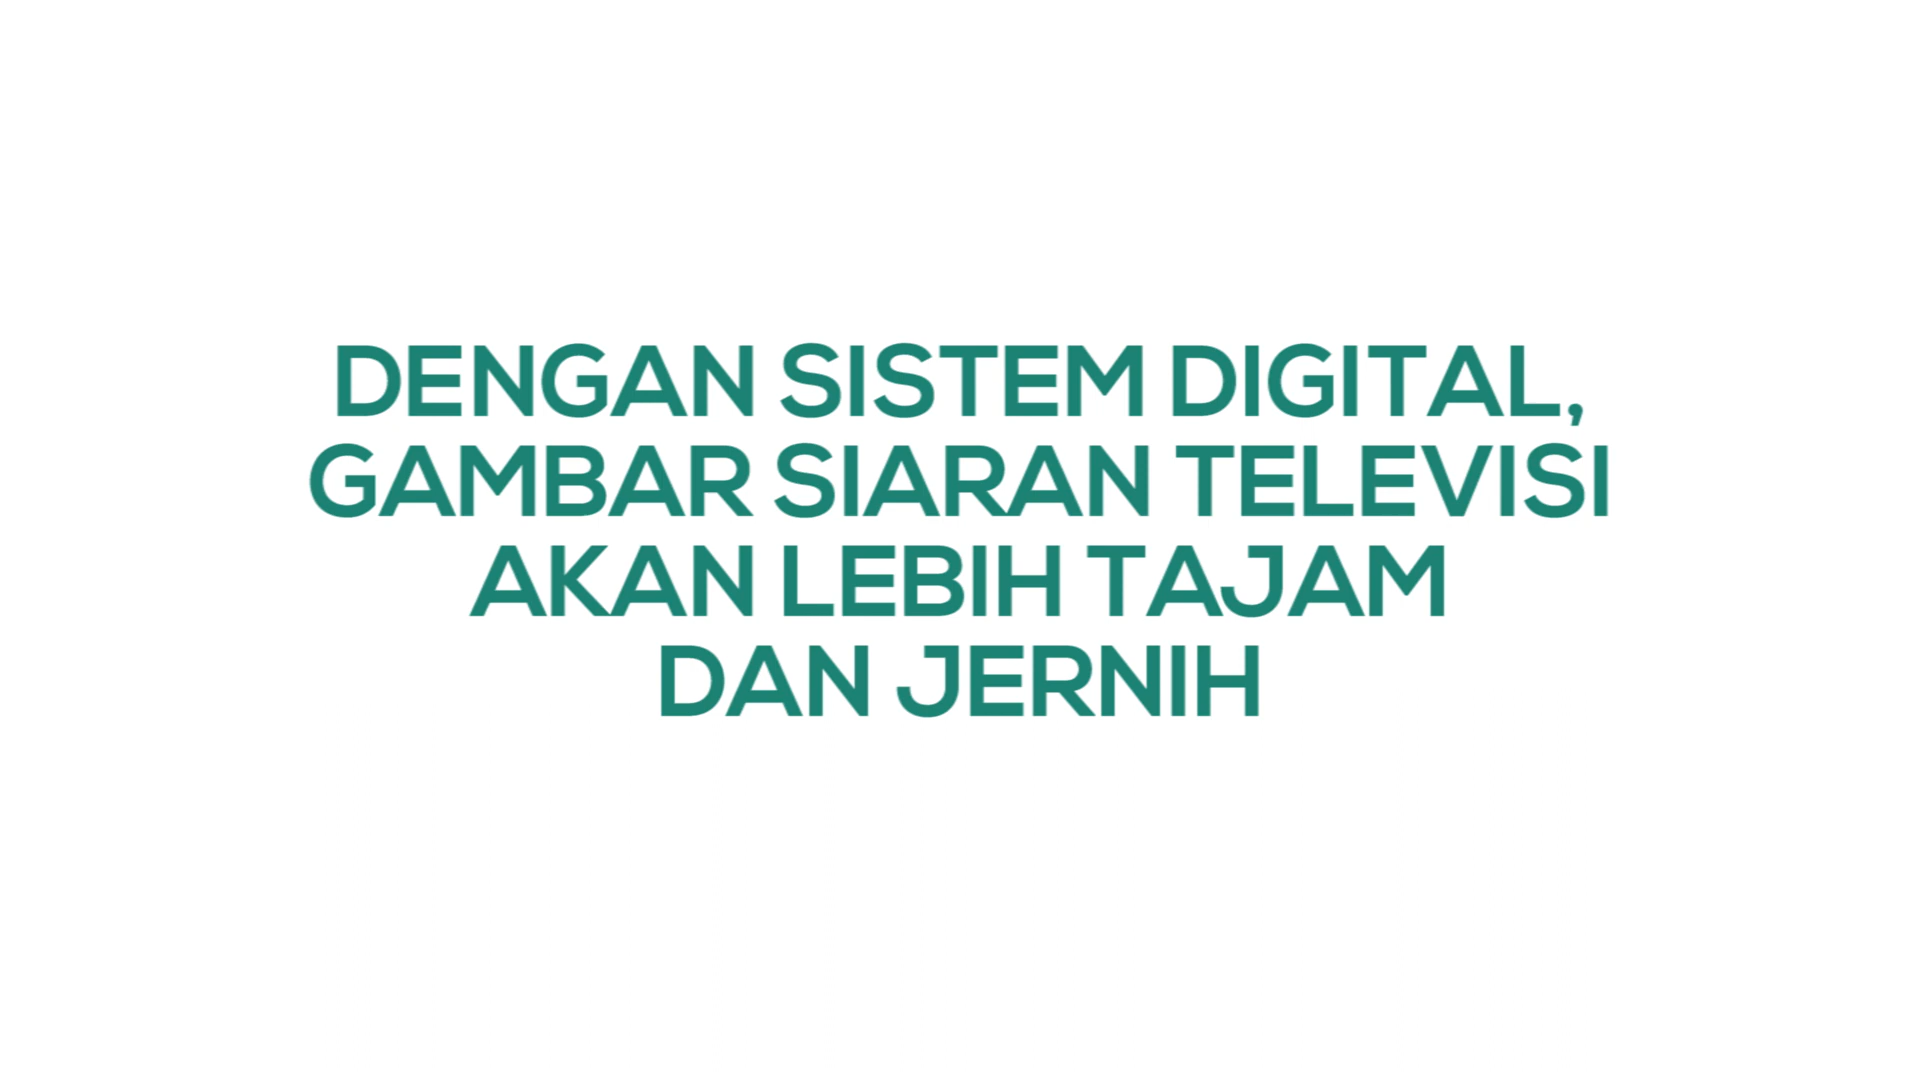 DENGAN SISTEM DIGITAL,
GAMBAR SIARAN TELEVISI
AKAN LEBIH TAJAM
DAN JERNIH